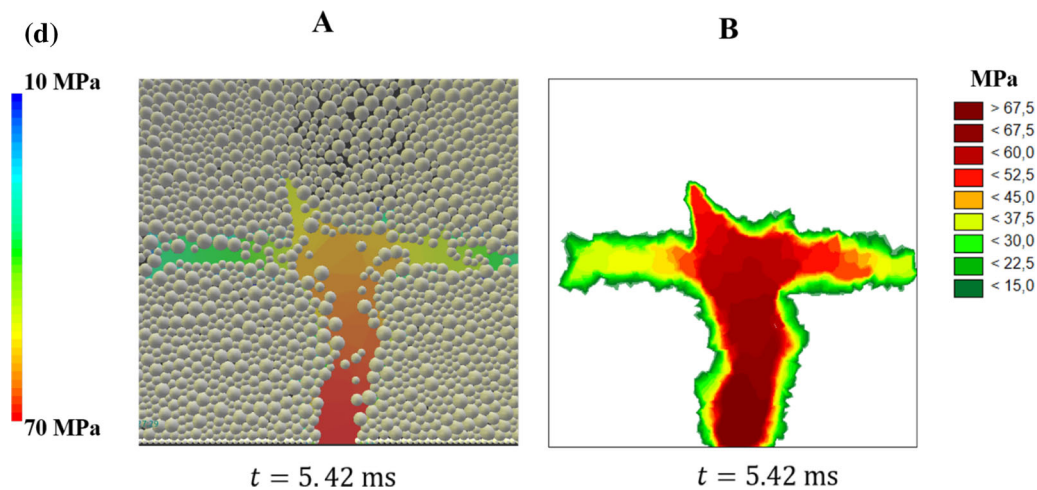 (d)
A
B
10 MPa
70 MPa
MPa
> 67,5
< 67,5
< 60,0
< 52,5
< 45,0
< 37,5
< 30,0
< 22,5
< 15,0
t = 5.42 ms
t = 5.42 ms